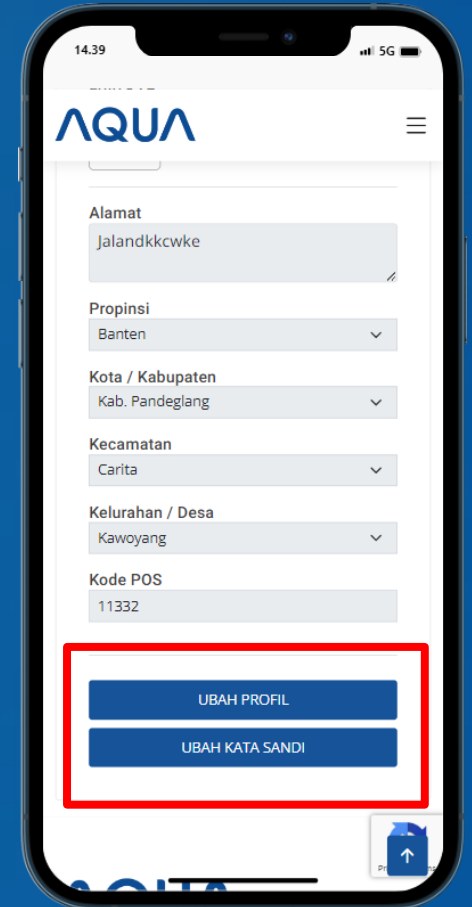 14.39
5G
AQUA
Alamat
Jalandkkcwke
Propinsi
Banten
Kota / Kabupaten
Kab. Pandeglang
Kecamatan
Carita
Kelurahan / Desa
Kawoyang
Kode POS
11332
UBAH PROFIL
UBAH KATA SANDI
AQUA